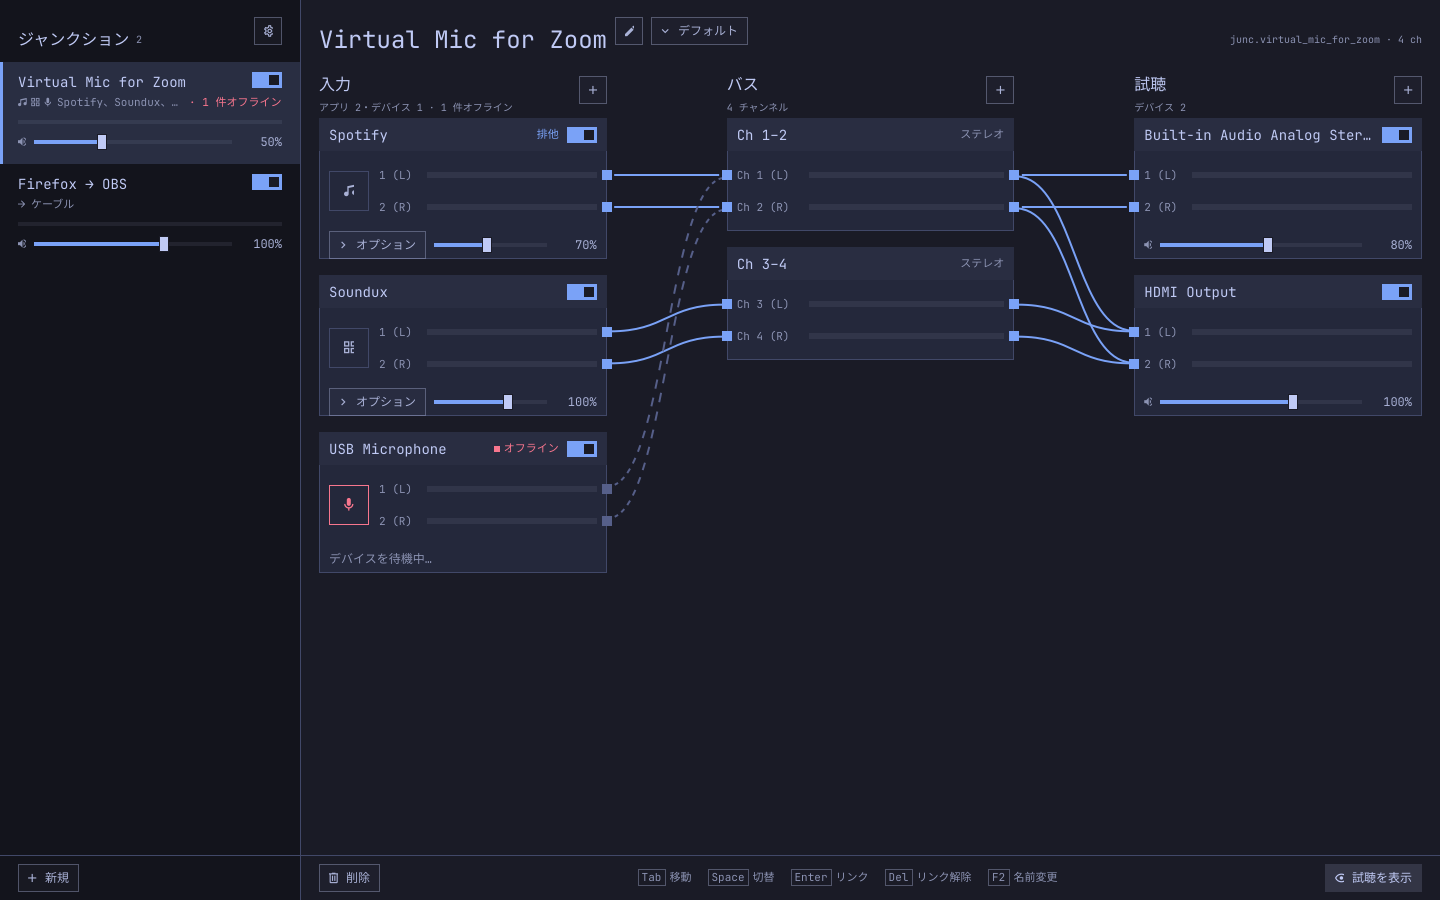 ジャンクション 2
Virtual Mic for Zoom
Spotify、Soundux、… · 1 件オフライン
50%
Firefox → OBS
→ ケーブル
100%
+ 新規
Virtual Mic for Zoom
デフォルト
junc.virtual_mic_for_zoom · 4 ch
入力
アプリ 2・デバイス 1 · 1 件オフライン
Spotify 排他
1 (L)
2 (R)
オプション 70%
Soundux
1 (L)
2 (R)
オプション 100%
USB Microphone オフライン
1 (L)
2 (R)
デバイスを待機中…
バス
4 チャンネル
Ch 1–2 ステレオ
Ch 1 (L)
Ch 2 (R)
Ch 3–4 ステレオ
Ch 3 (L)
Ch 4 (R)
試聴
デバイス 2
Built-in Audio Analog Ster…
1 (L)
2 (R)
80%
HDMI Output
1 (L)
2 (R)
100%
削除
Tab 移動 Space 切替 Enter リンク Del リンク解除 F2 名前変更
試聴を表示